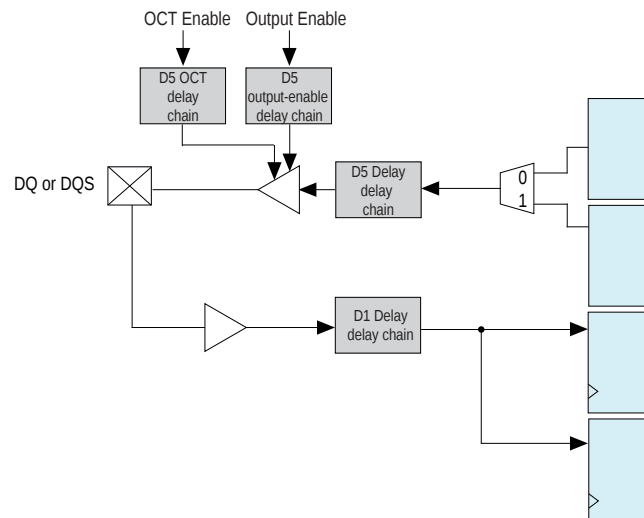 OCT Enable
Output Enable
D5 OCT
delay
chain
D5
output-enable
delay chain
DQ or DQS
D5 Delay
delay
chain
0
1
D1 Delay
delay chain